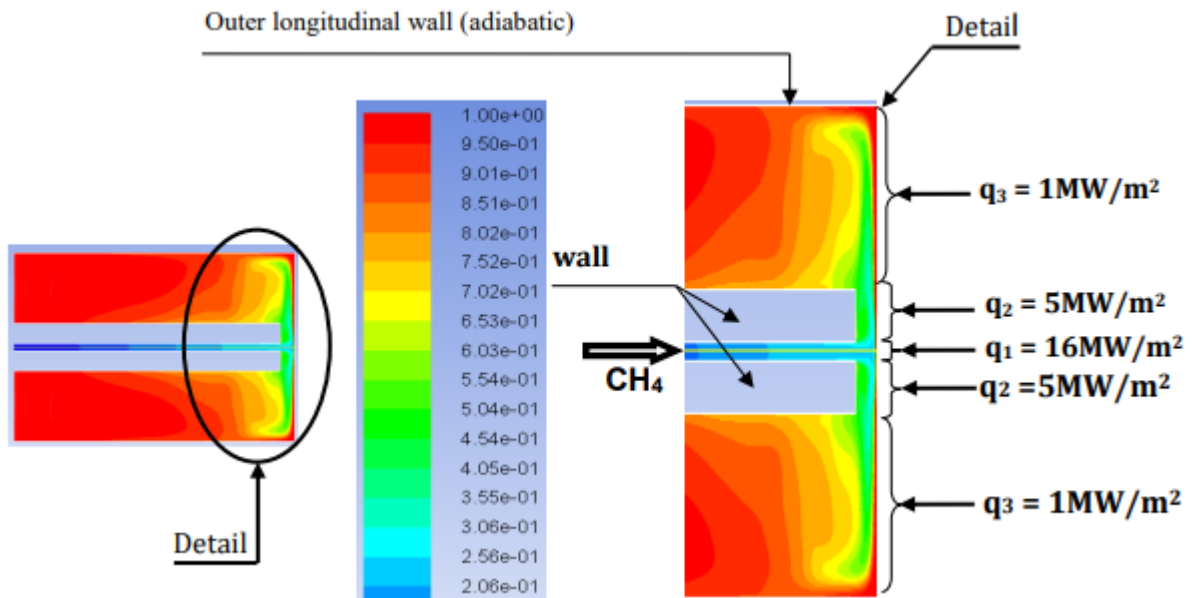 Outer longitudinal wall (adiabatic)
Detail
1.00e+00
9.50e-01
9.01e-01
8.51e-01
8.02e-01
7.52e-01
7.02e-01
6.53e-01
6.03e-01
5.54e-01
5.04e-01
4.54e-01
4.05e-01
3.55e-01
3.06e-01
2.56e-01
2.06e-01
wall
CH₄
q₃ = 1MW/m²
q₂ = 5MW/m²
q₁ = 16MW/m²
q₂ = 5MW/m²
q₃ = 1MW/m²
Detail